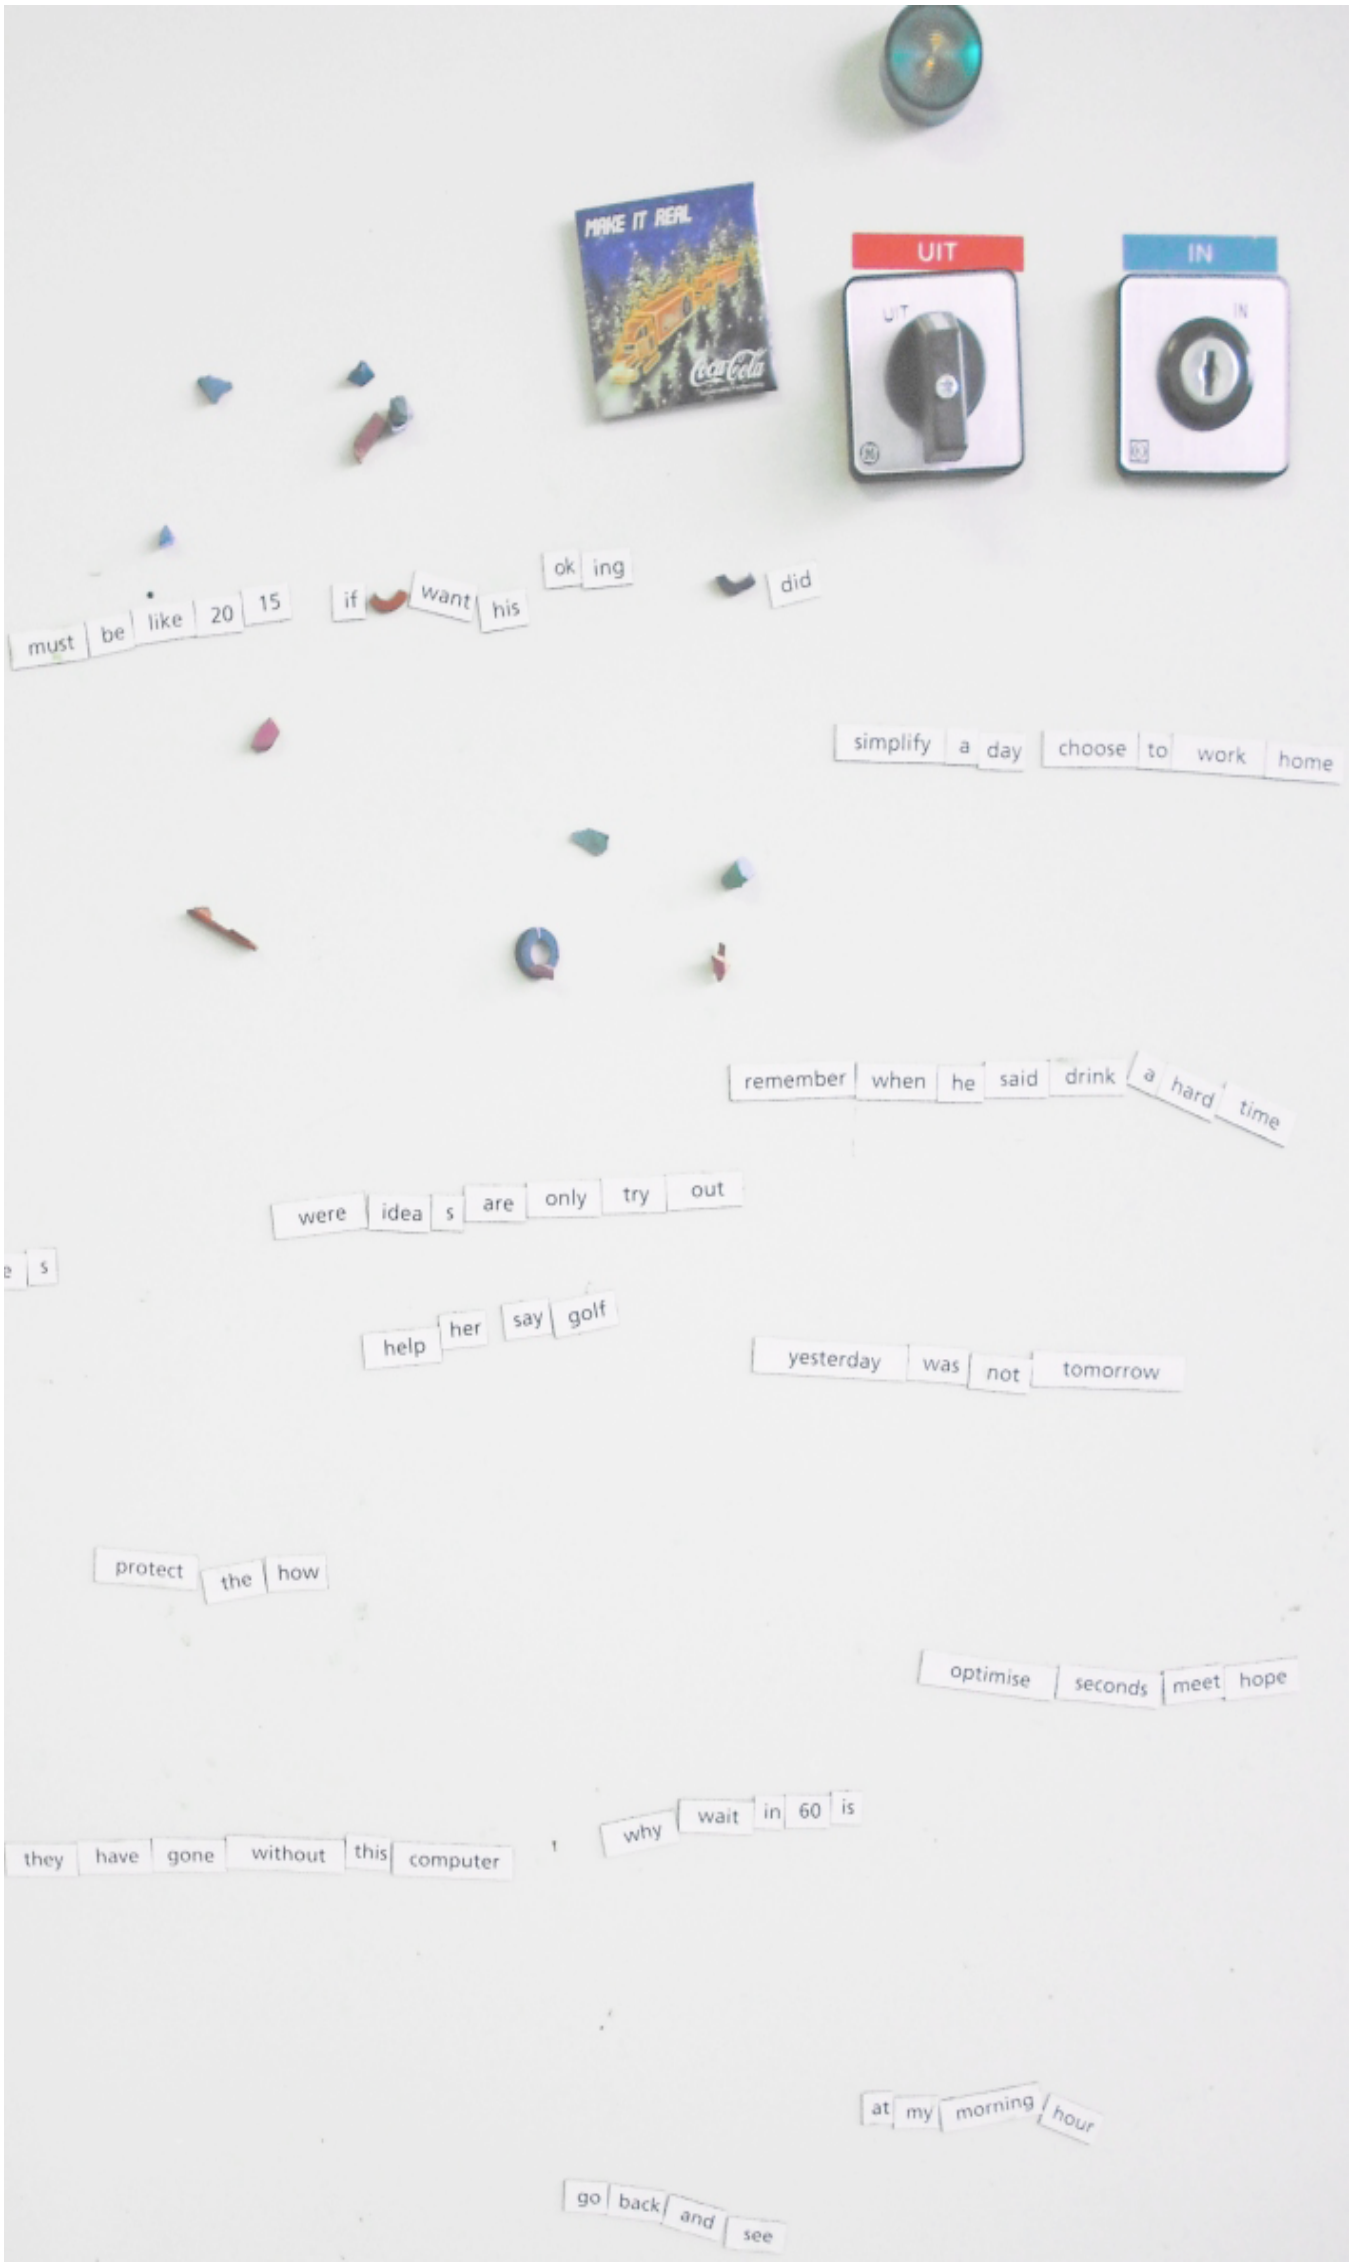 MAKE IT REAL
Coca-Cola
UIT
IN
UIT
IN
ok ing
must be like 20 15 if want his did
simplify a day choose to work home
remember when he said drink a hard time
were idea s are only try out
e s
help her say golf
yesterday was not tomorrow
protect the how
optimise seconds meet hope
why wait in 60 is
they have gone without this computer
at my morning hour
go back and see